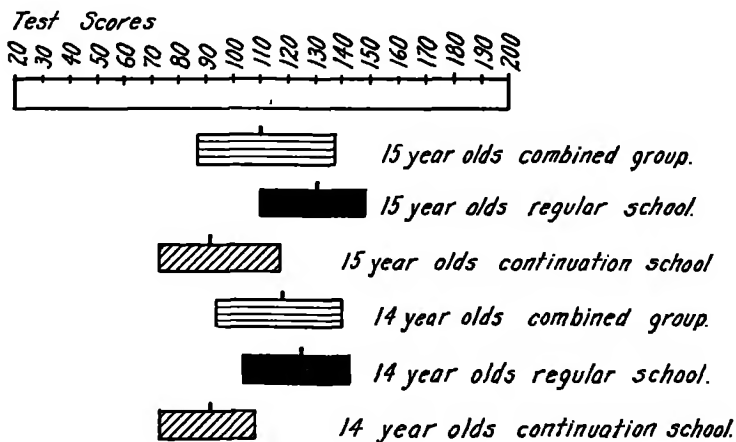 Test Scores
20 30 40 50 60 70 80 90 100 110 120 130 140 150 160 170 180 190 200
15 year olds combined group.
15 year olds regular school.
15 year olds continuation school
14 year olds combined group.
14 year olds regular school.
14 year olds continuation school.